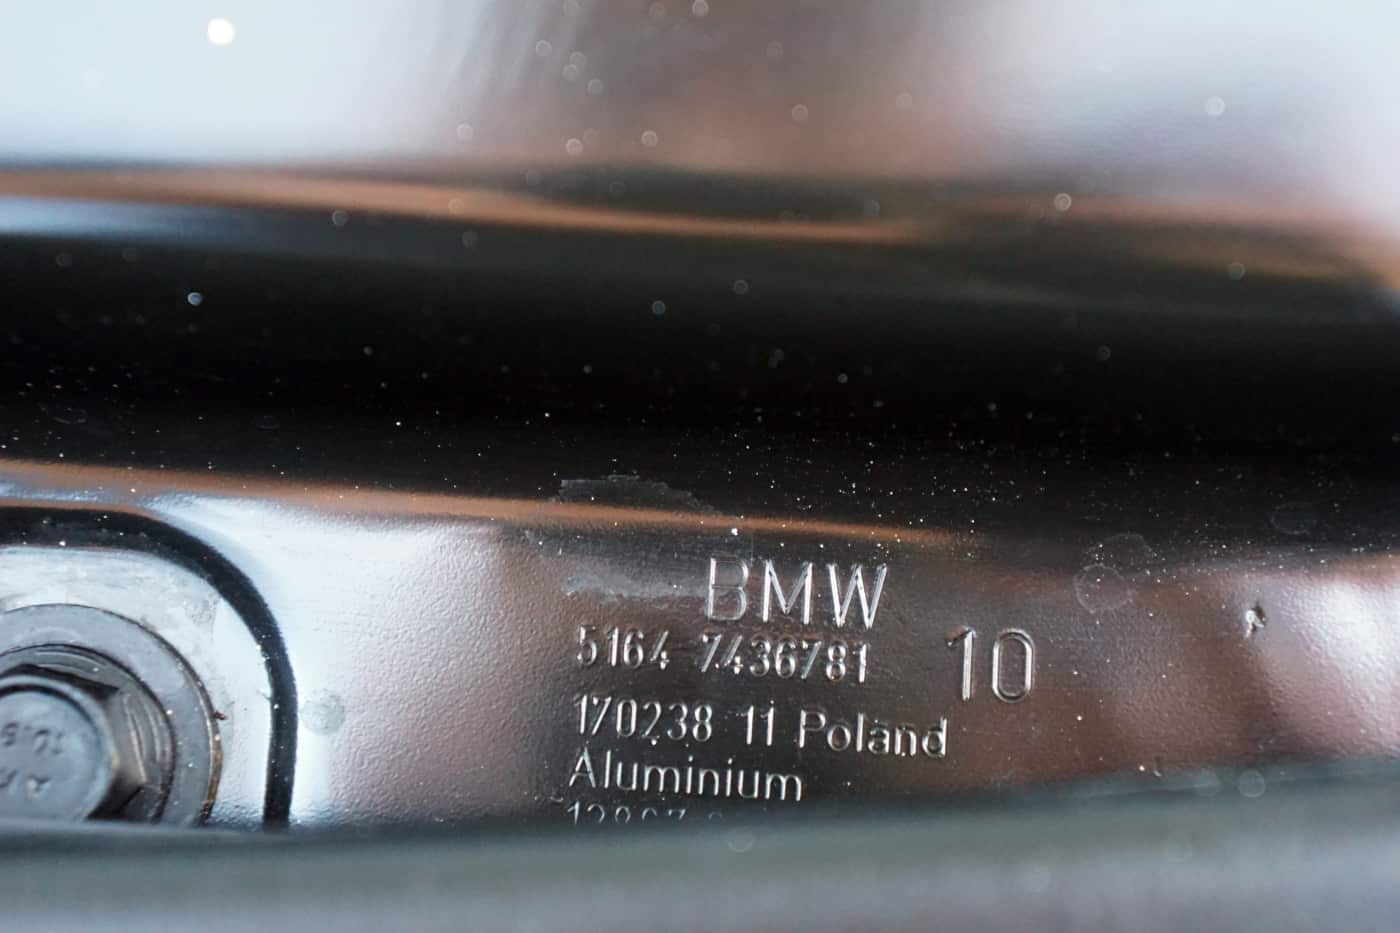 BMW
5164 7436781 10
170238 11 Poland
Aluminium